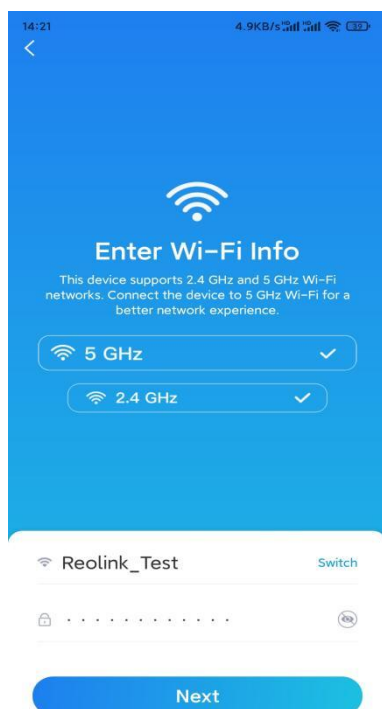 14:21
4.9KB/s 39
Enter Wi-Fi Info
This device supports 2.4 GHz and 5 GHz Wi-Fi
networks. Connect the device to 5 GHz Wi-Fi for a
better network experience.
5 GHz
2.4 GHz
Reolink_Test
Switch
Next